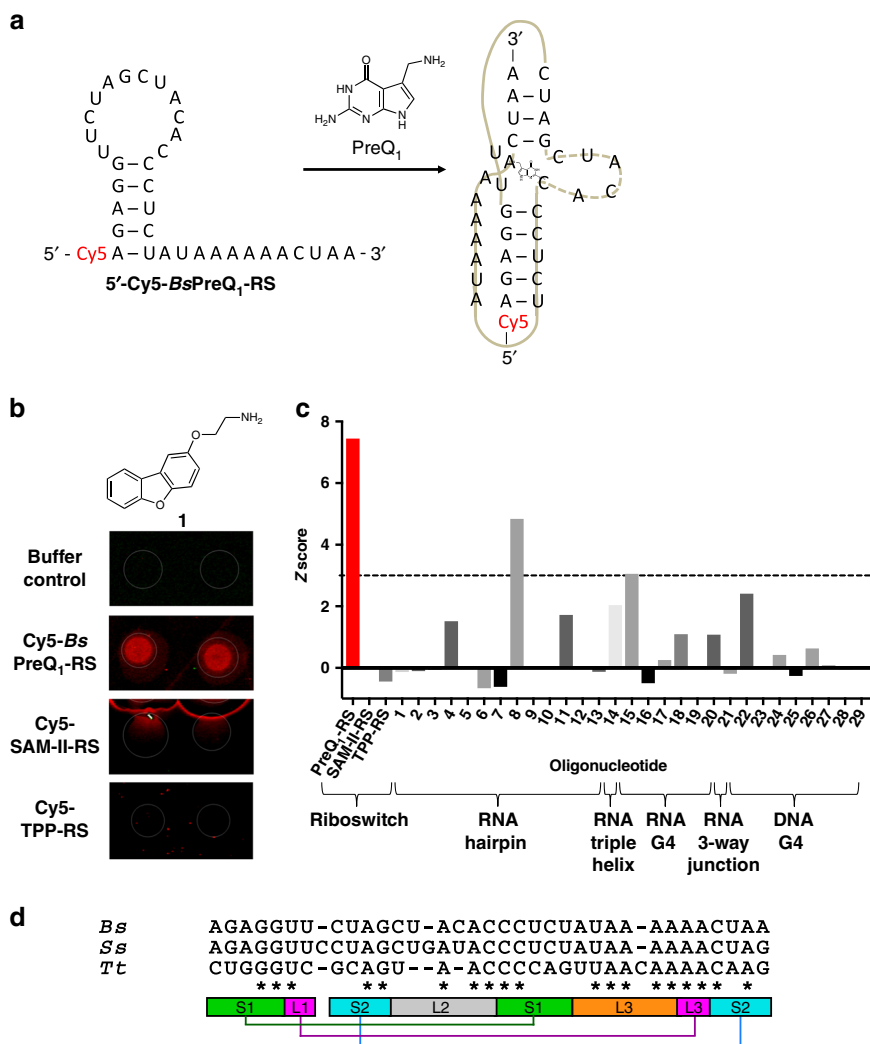 a
O
HN
NH₂
H₂N
N
N
H
PreQ₁
G A G C U
U A
C C
U A
U C
G – C
G – C
A – U
G – C
5′ - Cy5 A – U A U A A A A A A C U A A - 3′
5′-Cy5-BsPreQ₁-RS
3′
A C
A U
U – A
C – G
U A C U A
A U C C A C
A G – C
A G – C
A A – U
A G – C
U A – U
A Cy5
5′
b
NH₂
O
O
1
Buffer control
Cy5-Bs PreQ₁-RS
Cy5-SAM-II-RS
Cy5-TPP-RS
c
Z score
8
6
4
2
0
PreQ₁-RS SAM-II-RS TPP-RS 1 2 3 4 5 6 7 8 9 10 11 12 13 14 15 16 17 18 19 20 21 22 23 24 25 26 27 28 29
Oligonucleotide
Riboswitch
RNA hairpin
RNA triple helix
RNA G4
RNA 3-way junction
DNA G4
d
Bs AGAGGUU-CUAGCU-ACACCCUCUAUAA-AAAACUAA
Ss AGAGGUUCCUAGCUGAUACCCUCUAUAA-AAAACUAG
Tt CUGGGUC-GCAGU--A-ACCCCAGUUAACAAAACAAG
* * * * * * * * * * * * * * * * * * *
S1 L1 S2 L2 S1 L3 L3 S2